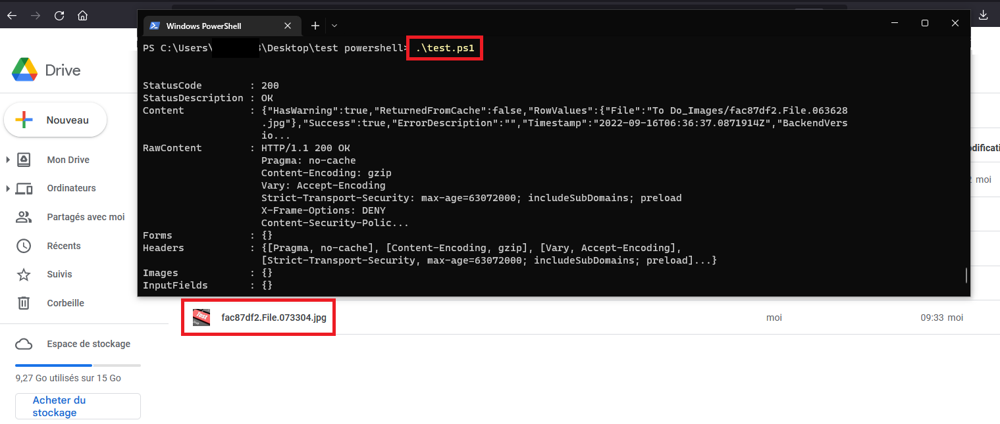 Windows PowerShell
PS C:\Users\ 3\Desktop\test powershell> .\test.ps1
Drive
StatusCode : 200
StatusDescription : OK
Content : {"HasWarning":true,"ReturnedFromCache":false,"RowValues":{"File":"To Do_Images/fac87df2.File.063628
.jpg"},"Success":true,"ErrorDescription":"","Timestamp":"2022-09-16T06:36:37.0871914Z","BackendVers
io...
RawContent : HTTP/1.1 200 OK
Pragma: no-cache
Content-Encoding: gzip
Vary: Accept-Encoding
Strict-Transport-Security: max-age=63072000; includeSubDomains; preload
X-Frame-Options: DENY
Content-Security-Polic...
Forms : {}
Headers : {[Pragma, no-cache], [Content-Encoding, gzip], [Vary, Accept-Encoding],
[Strict-Transport-Security, max-age=63072000; includeSubDomains; preload]...}
Images : {}
InputFields : {}
Nouveau
Mon Drive
Ordinateurs
Partagés avec moi
Récents
Suivis
Corbeille
Espace de stockage
9,27 Go utilisés sur 15 Go
Acheter du
stockage
moi
Test
fac87df2.File.073304.jpg moi 09:33 moi